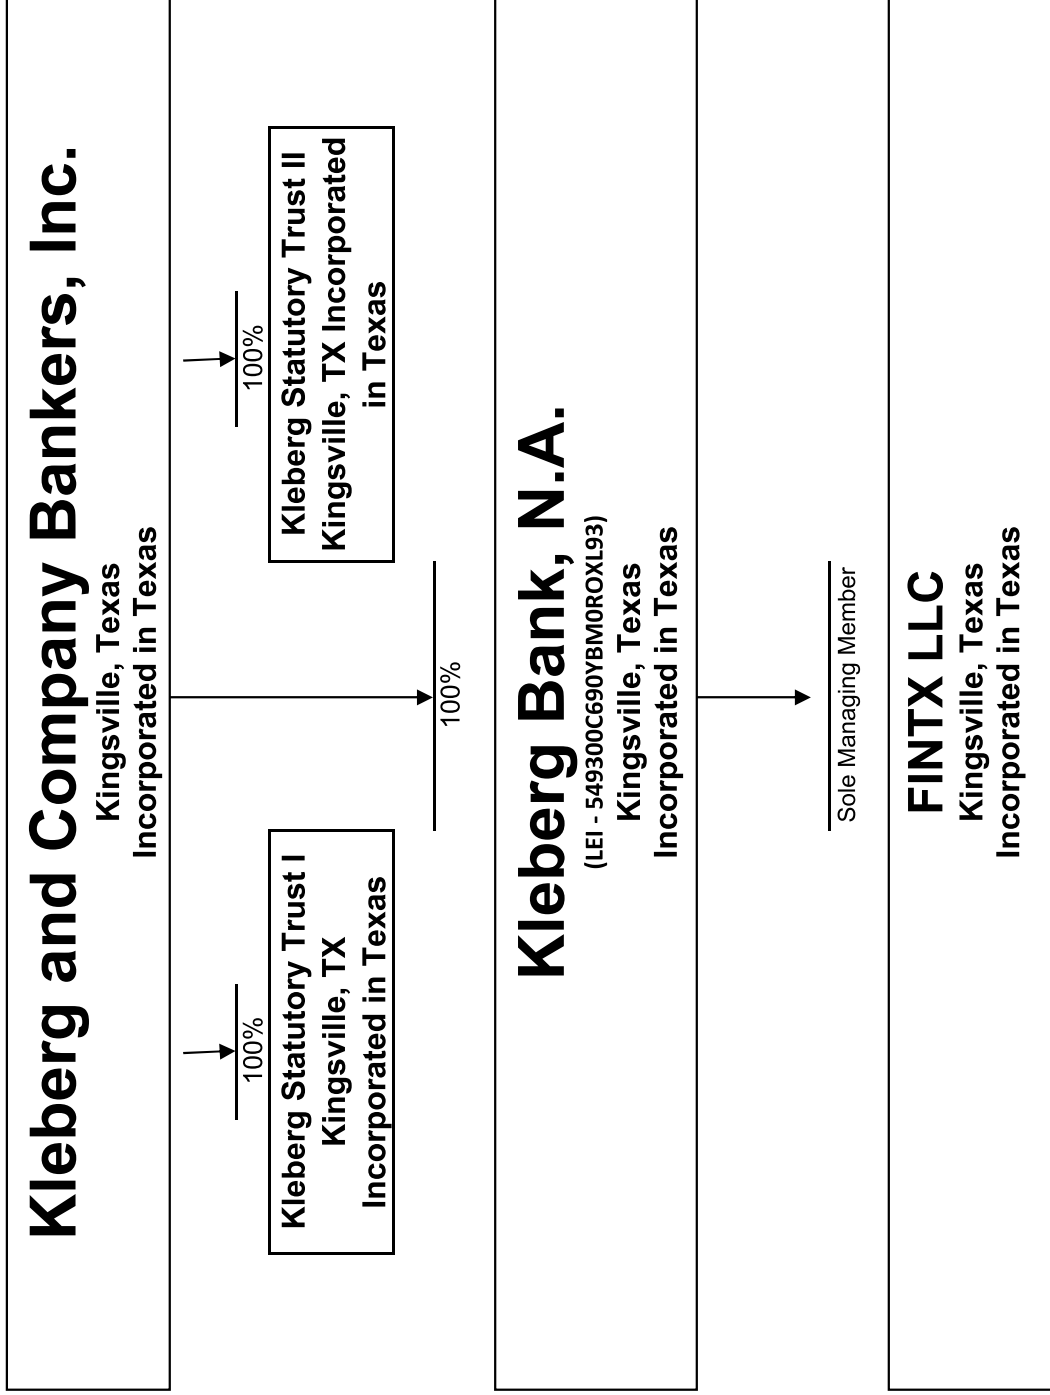 Kleberg and Company Bankers, Inc.
Kingsville, Texas
Incorporated in Texas
100%
Kleberg Statutory Trust I
Kingsville, TX
Incorporated in Texas
100%
Kleberg Statutory Trust II
Kingsville, TX Incorporated
in Texas
100%
Kleberg Bank, N.A.
(LEI - 549300C690YBM0ROXL93)
Kingsville, Texas
Incorporated in Texas
Sole Managing Member
FINTX LLC
Kingsville, Texas
Incorporated in Texas